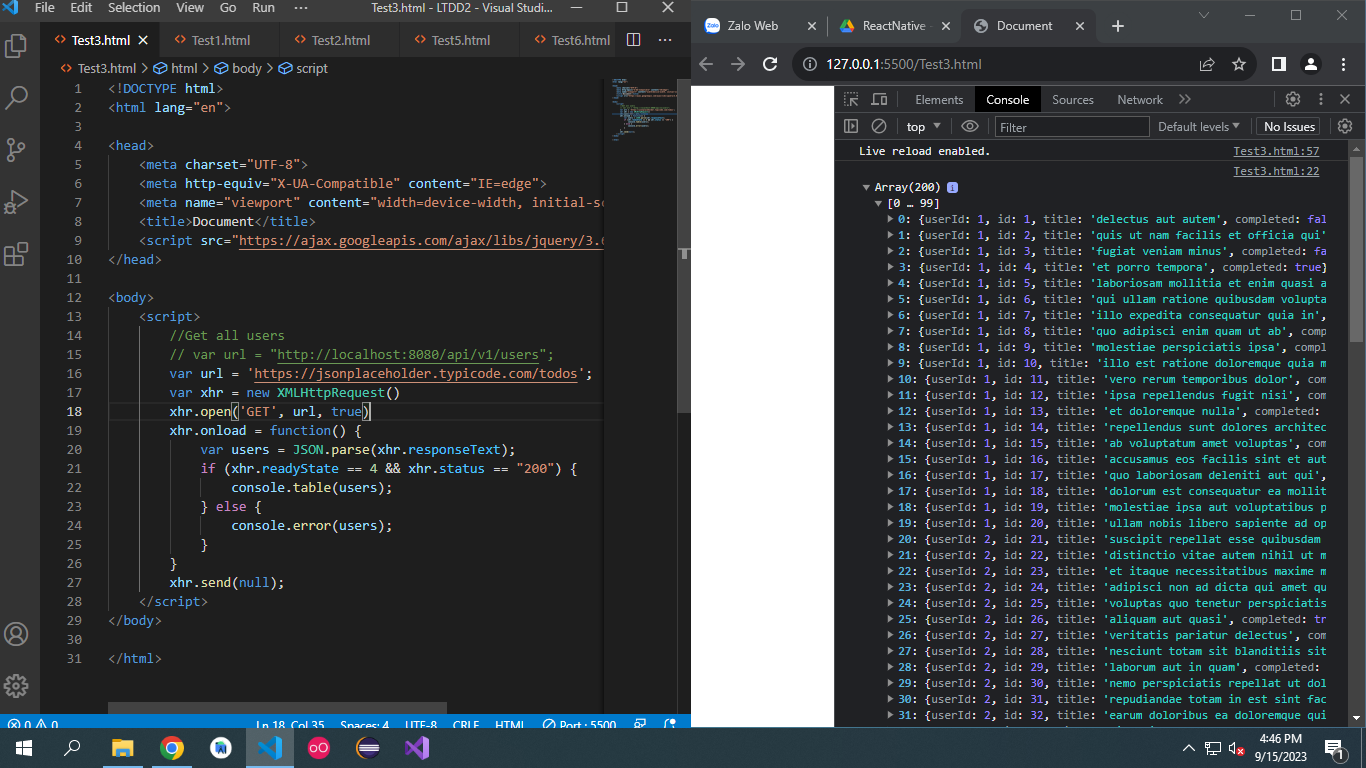 File Edit Selection View Go Run ··· Test3.html - LTDD2 - Visual Studi...
Test3.html Test1.html Test2.html Test5.html Test6.html ···
Test3.html > html > body > script
1 <!DOCTYPE html>
2 <html lang="en">
3
4 <head>
5 <meta charset="UTF-8">
6 <meta http-equiv="X-UA-Compatible" content="IE=edge">
7 <meta name="viewport" content="width=device-width, initial-sc
8 <title>Document</title>
9 <script src="https://ajax.googleapis.com/ajax/libs/jquery/3.6
10 </head>
11
12 <body>
13 <script>
14 //Get all users
15 // var url = "http://localhost:8080/api/v1/users";
16 var url = 'https://jsonplaceholder.typicode.com/todos';
17 var xhr = new XMLHttpRequest()
18 xhr.open('GET', url, true)
19 xhr.onload = function() {
20 var users = JSON.parse(xhr.responseText);
21 if (xhr.readyState == 4 && xhr.status == "200") {
22 console.table(users);
23 } else {
24 console.error(users);
25 }
26 }
27 xhr.send(null);
28 </script>
29 </body>
30
31 </html>
0 0 Ln 18, Col 35 Spaces: 4 UTF-8 CRLF HTML Port : 5500
Zalo Web ReactNative - Document
127.0.0.1:5500/Test3.html
Elements Console Sources Network
top Filter Default levels No Issues
Live reload enabled. Test3.html:57
Test3.html:22
Array(200) i
[0 … 99]
0: {userId: 1, id: 1, title: 'delectus aut autem', completed: fal
1: {userId: 1, id: 2, title: 'quis ut nam facilis et officia qui'
2: {userId: 1, id: 3, title: 'fugiat veniam minus', completed: fa
3: {userId: 1, id: 4, title: 'et porro tempora', completed: true}
4: {userId: 1, id: 5, title: 'laboriosam mollitia et enim quasi a
5: {userId: 1, id: 6, title: 'qui ullam ratione quibusdam volupta
6: {userId: 1, id: 7, title: 'illo expedita consequatur quia in',
7: {userId: 1, id: 8, title: 'quo adipisci enim quam ut ab', comp
8: {userId: 1, id: 9, title: 'molestiae perspiciatis ipsa', compl
9: {userId: 1, id: 10, title: 'illo est ratione doloremque quia m
10: {userId: 1, id: 11, title: 'vero rerum temporibus dolor', com
11: {userId: 1, id: 12, title: 'ipsa repellendus fugit nisi', com
12: {userId: 1, id: 13, title: 'et doloremque nulla', completed:
13: {userId: 1, id: 14, title: 'repellendus sunt dolores architec
14: {userId: 1, id: 15, title: 'ab voluptatum amet voluptas', com
15: {userId: 1, id: 16, title: 'accusamus eos facilis sint et aut
16: {userId: 1, id: 17, title: 'quo laboriosam deleniti aut qui',
17: {userId: 1, id: 18, title: 'dolorum est consequatur ea mollit
18: {userId: 1, id: 19, title: 'molestiae ipsa aut voluptatibus p
19: {userId: 1, id: 20, title: 'ullam nobis libero sapiente ad op
20: {userId: 2, id: 21, title: 'suscipit repellat esse quibusdam
21: {userId: 2, id: 22, title: 'distinctio vitae autem nihil ut m
22: {userId: 2, id: 23, title: 'et itaque necessitatibus maxime m
23: {userId: 2, id: 24, title: 'adipisci non ad dicta qui amet qu
24: {userId: 2, id: 25, title: 'voluptas quo tenetur perspiciatis
25: {userId: 2, id: 26, title: 'aliquam aut quasi', completed: tr
26: {userId: 2, id: 27, title: 'veritatis pariatur delectus', com
27: {userId: 2, id: 28, title: 'nesciunt totam sit blanditiis sit
28: {userId: 2, id: 29, title: 'laborum aut in quam', completed:
29: {userId: 2, id: 30, title: 'nemo perspiciatis repellat ut dol
30: {userId: 2, id: 31, title: 'repudiandae totam in est sint fac
31: {userId: 2, id: 32, title: 'earum doloribus ea doloremque qui
4:46 PM
9/15/2023
1